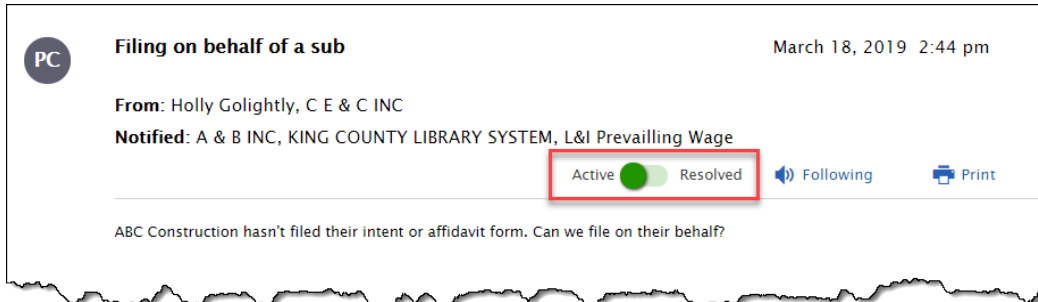 PC
Filing on behalf of a sub
March 18, 2019 2:44 pm
From: Holly Golightly, C E & C INC
Notified: A & B INC, KING COUNTY LIBRARY SYSTEM, L&I Prevailling Wage
Active Resolved Following Print
ABC Construction hasn't filed their intent or affidavit form. Can we file on their behalf?